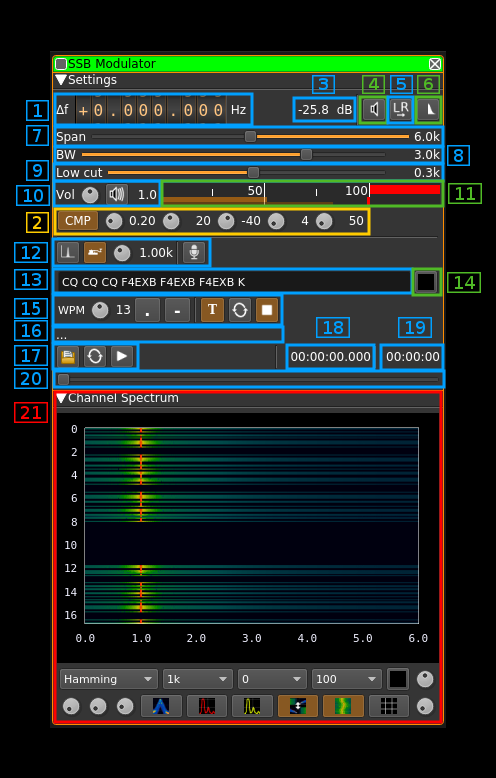 SSB Modulator
Settings
3 4 5 6
1 Δf +0.000.000 Hz -25.8 dB LR
7 Span 6.0k
BW 3.0k 8
9 Low cut 0.3k
10 Vol 1.0 50 100 11
2 CMP 0.20 20 -40 4 50
12 1.00k
13 CQ CQ CQ F4EXB F4EXB F4EXB K 14
15 WPM 13 . - T
16 ... 18 19
17 00:00:00.000 00:00:00
20
21 Channel Spectrum
0
2
4
6
8
10
12
14
16
0.0 1.0 2.0 3.0 4.0 5.0 6.0
Hamming 1k 0 100